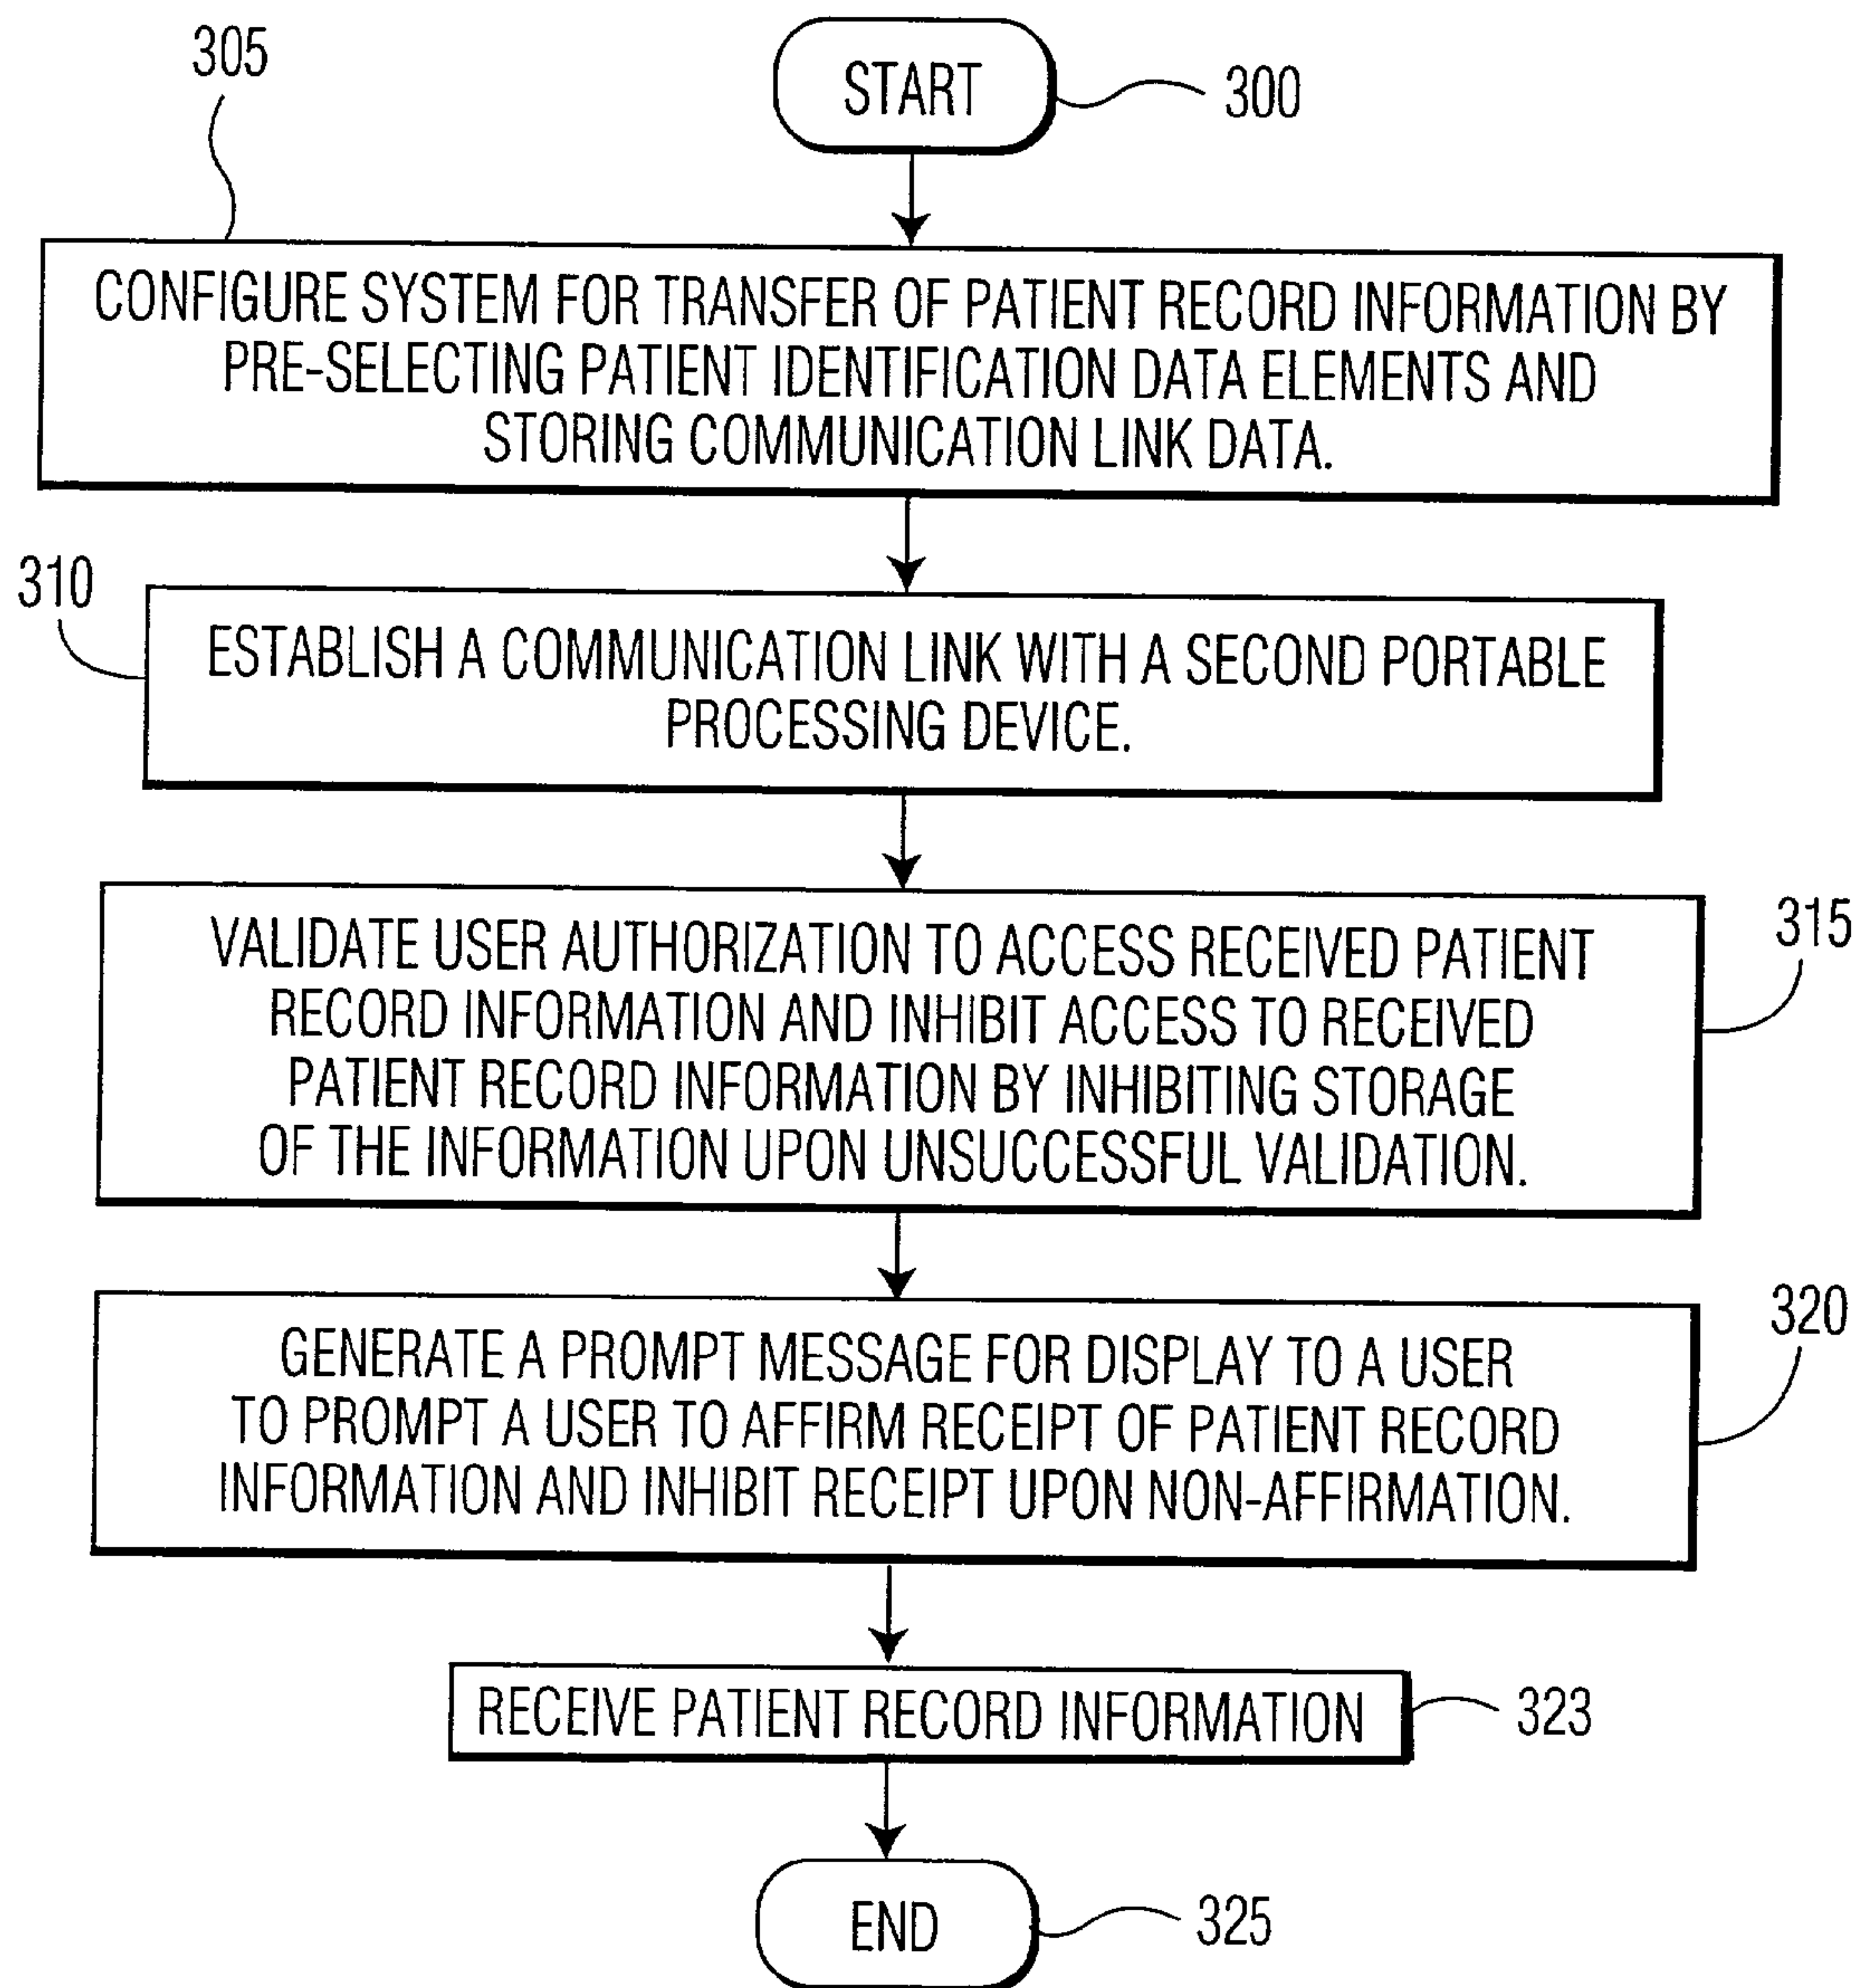 305
START
300
CONFIGURE SYSTEM FOR TRANSFER OF PATIENT RECORD INFORMATION BY
PRE-SELECTING PATIENT IDENTIFICATION DATA ELEMENTS AND
STORING COMMUNICATION LINK DATA.
310
ESTABLISH A COMMUNICATION LINK WITH A SECOND PORTABLE
PROCESSING DEVICE.
315
VALIDATE USER AUTHORIZATION TO ACCESS RECEIVED PATIENT
RECORD INFORMATION AND INHIBIT ACCESS TO RECEIVED
PATIENT RECORD INFORMATION BY INHIBITING STORAGE
OF THE INFORMATION UPON UNSUCCESSFUL VALIDATION.
320
GENERATE A PROMPT MESSAGE FOR DISPLAY TO A USER
TO PROMPT A USER TO AFFIRM RECEIPT OF PATIENT RECORD
INFORMATION AND INHIBIT RECEIPT UPON NON-AFFIRMATION.
RECEIVE PATIENT RECORD INFORMATION
323
END
325